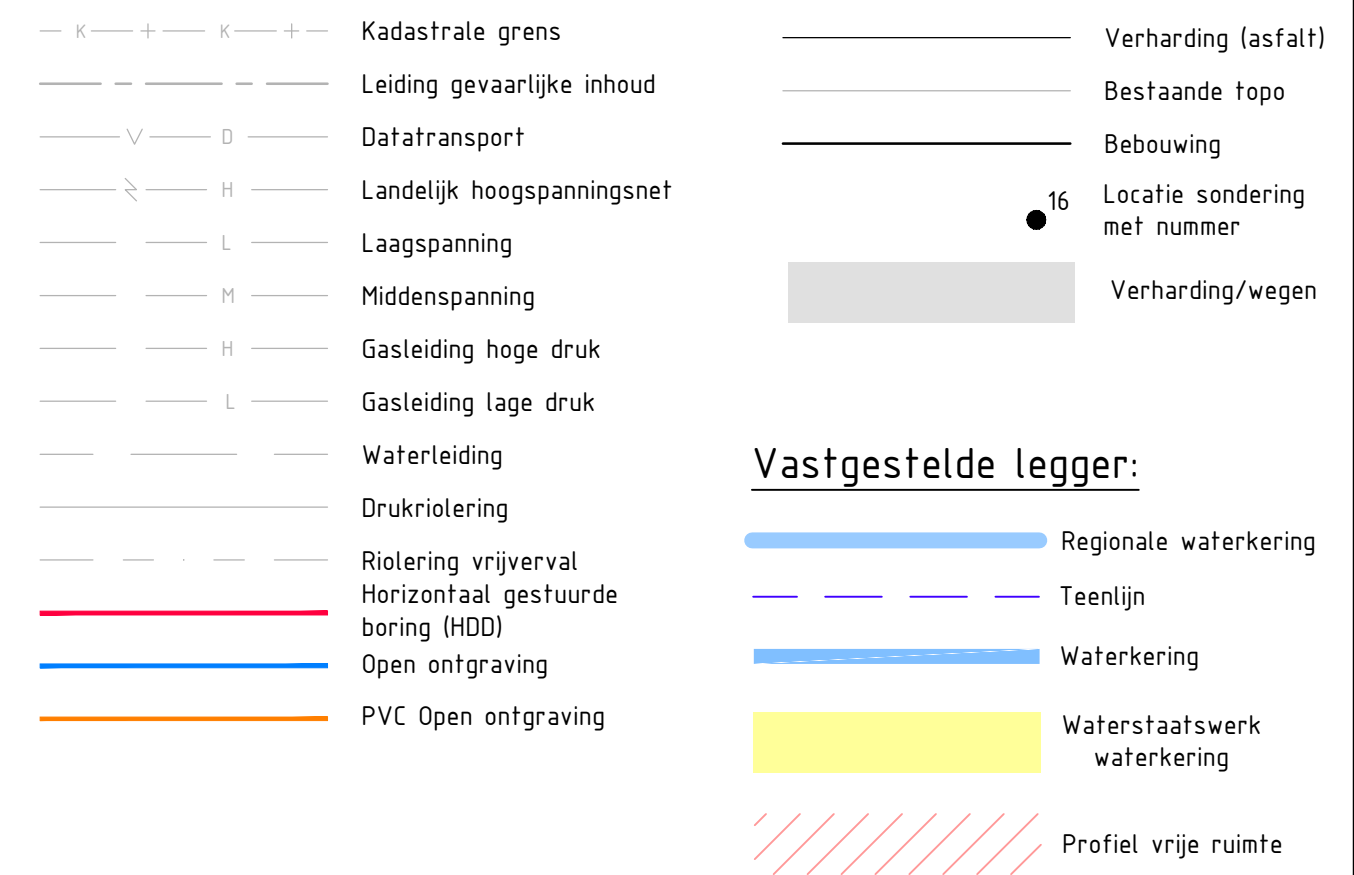 K K Kadastrale grens
Leiding gevaarlijke inhoud
V D Datatransport
H Landelijk hoogspanningsnet
L Laagspanning
M Middenspanning
H Gasleiding hoge druk
L Gasleiding lage druk
Waterleiding
Drukriolering
Riolering vrijverval
Horizontaal gestuurde
boring (HDD)
Open ontgraving
PVC Open ontgraving
Verharding (asfalt)
Bestaande topo
Bebouwing
16 Locatie sondering
met nummer
Verharding/wegen
Vastgestelde legger:
Regionale waterkering
Teenlijn
Waterkering
Waterstaatswerk
waterkering
Profiel vrije ruimte